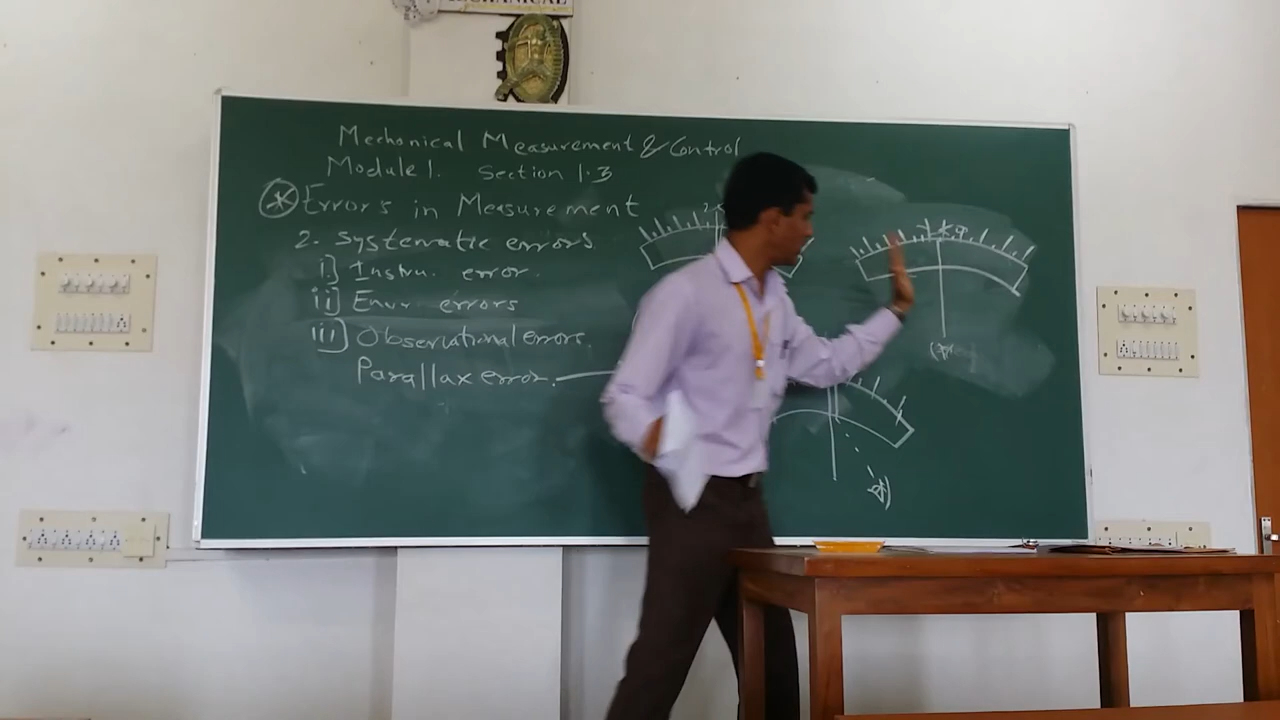 MECHANICAL
Mechanical Measurement & Control
Module 1. Section 1.3
* Errors in Measurement
2. Systematic errors
i) Instru. error.
ii) Envr errors
iii) Observational errors.
Parallax error.